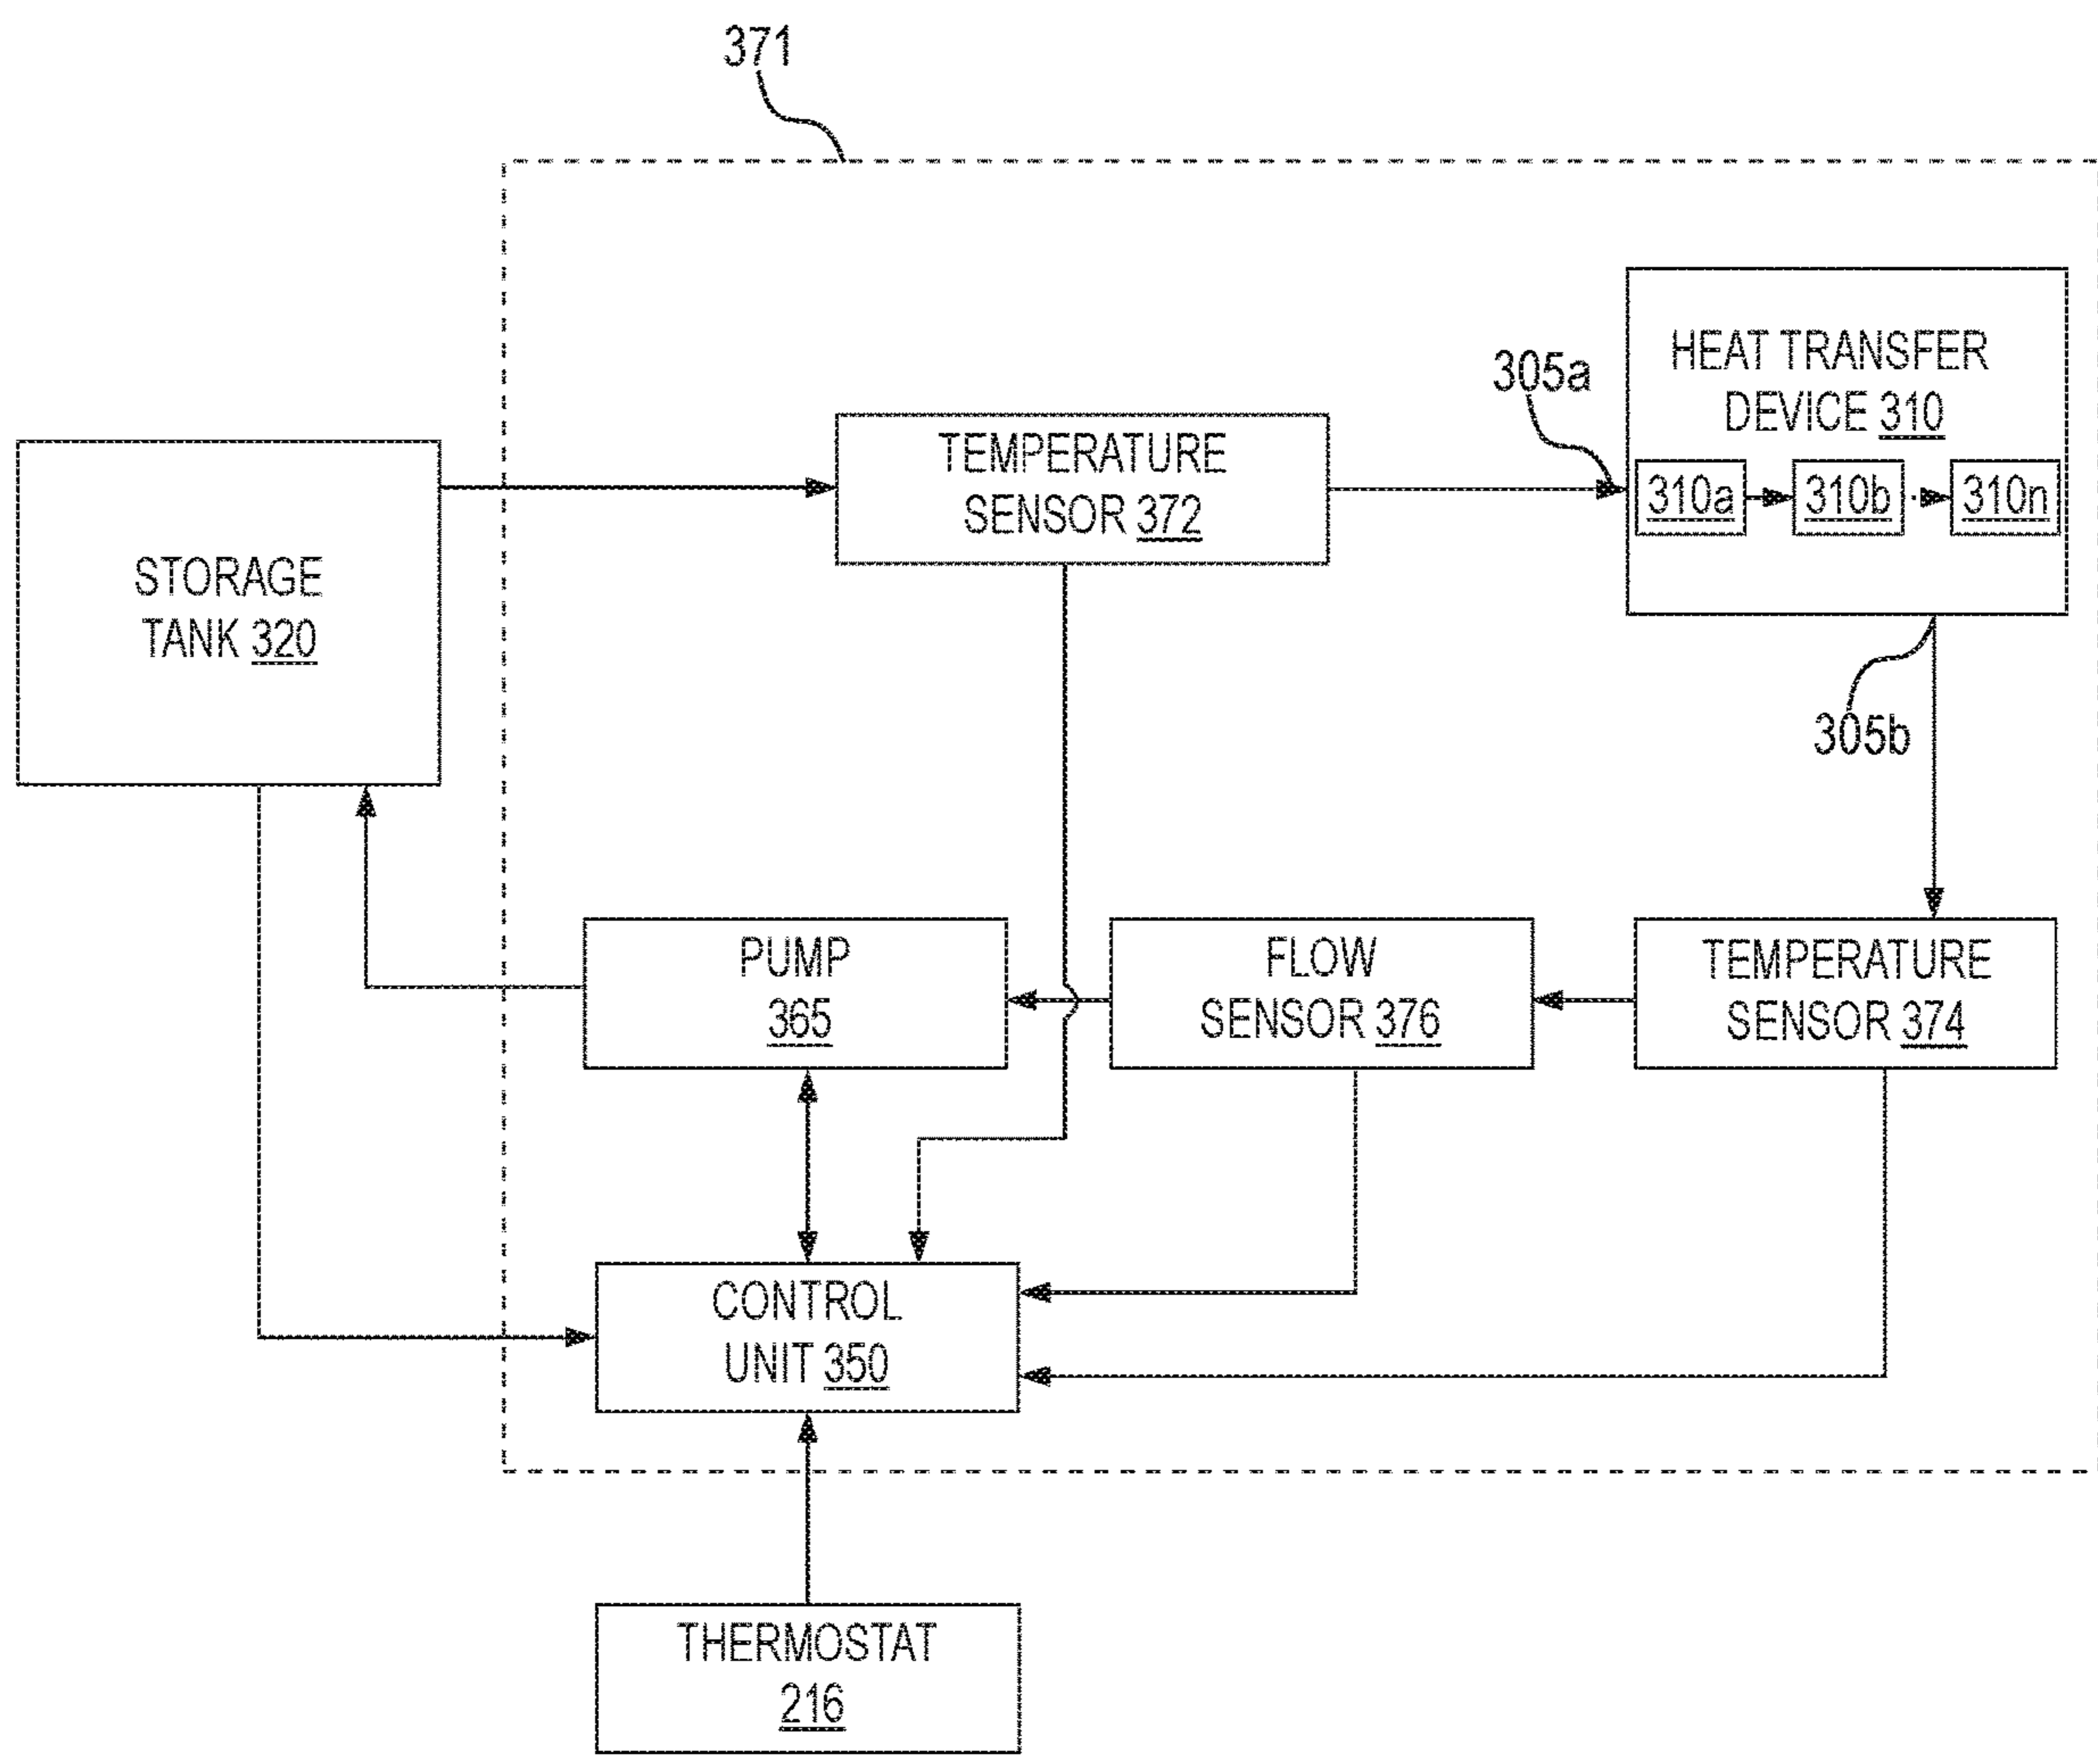 371
HEAT TRANSFER
DEVICE 310
305a
310a
310b
310n
TEMPERATURE
SENSOR 372
STORAGE
TANK 320
305b
PUMP
365
FLOW
SENSOR 376
TEMPERATURE
SENSOR 374
CONTROL
UNIT 350
THERMOSTAT
216